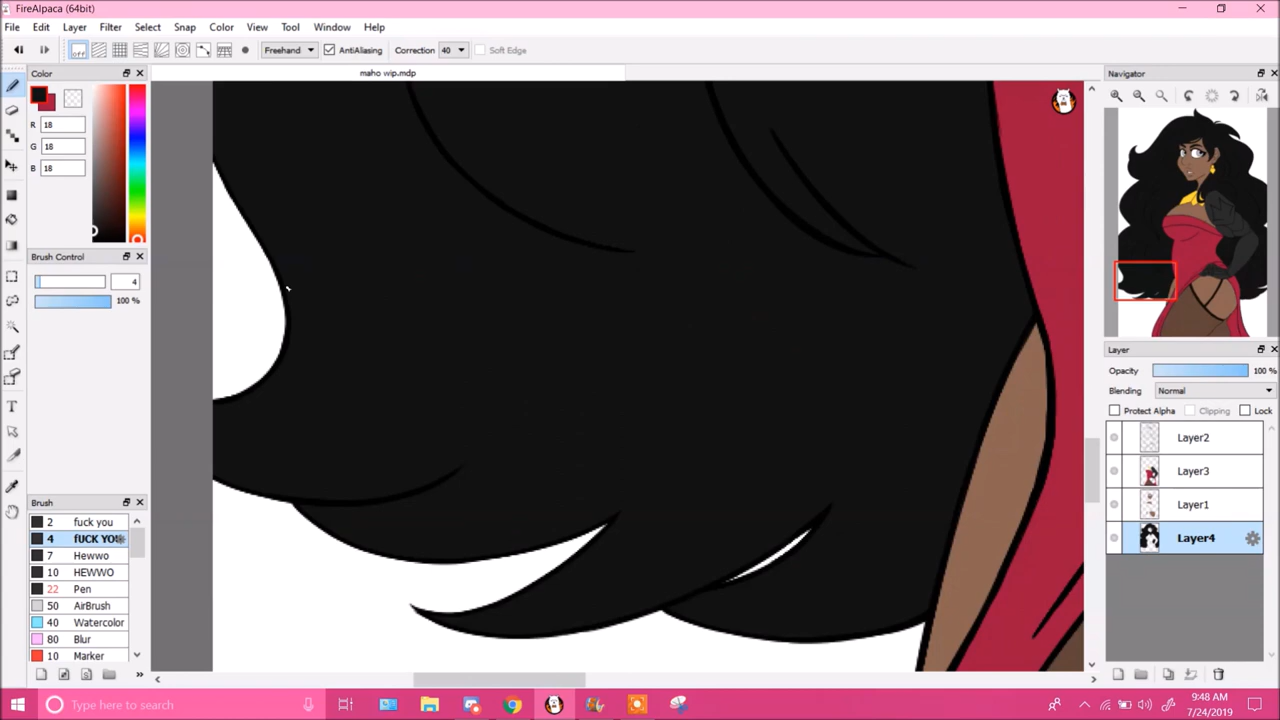 FireAlpaca (64bit)
File Edit Layer Filter Select Snap Color View Tool Window Help
off Freehand AntiAliasing Correction 40 Soft Edge
Color
maho wip.mdp
Navigator
R 18
G 18
B 18
Brush Control
4
100 %
Layer
Opacity 100 %
Blending Normal
Protect Alpha Clipping Lock
Layer2
Layer3
Layer1
Layer4
Brush
2 fuck you
4 fUCK YOU
7 Hewwo
10 HEWWO
22 Pen
50 AirBrush
40 Watercolor
80 Blur
10 Marker
Type here to search
9:48 AM
7/24/2019